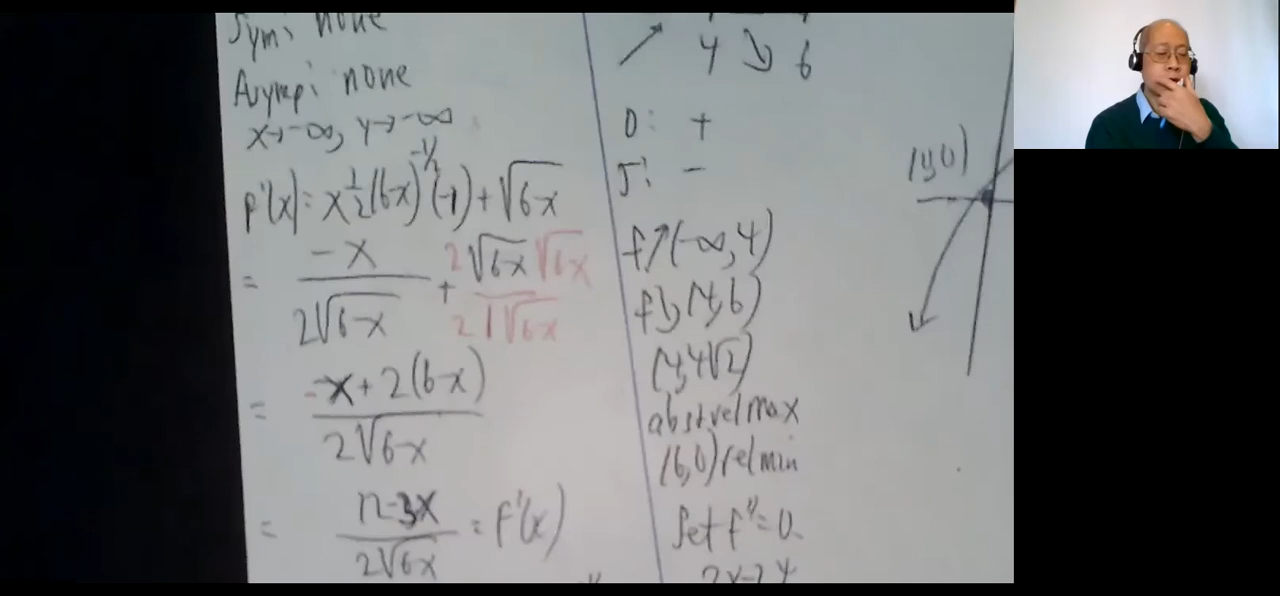 Sym: none
Asymp: none
x→-∞, y→-∞
f'(x) = x ½(6-x)^-½ (-1) + √6-x
= -x / 2√6-x + 2√6-x √6-x / 2·1√6-x
= -x + 2(6-x) / 2√6-x
= 12-3x / 2√6-x = f'(x)
↗ 4 ↘ 6
0: +
5: -
f↗(-∞,4)
f↘(4,6)
(4,4√2)
abs+rel max
(6,0) rel min
Set f''=0